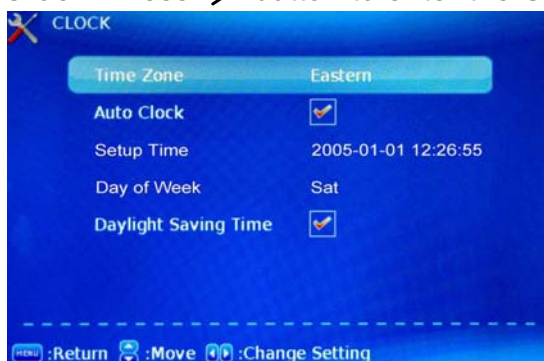 CLOCK
Time Zone Eastern
Auto Clock
Setup Time 2005-01-01 12:26:55
Day of Week Sat
Daylight Saving Time
MENU :Return :Move :Change Setting